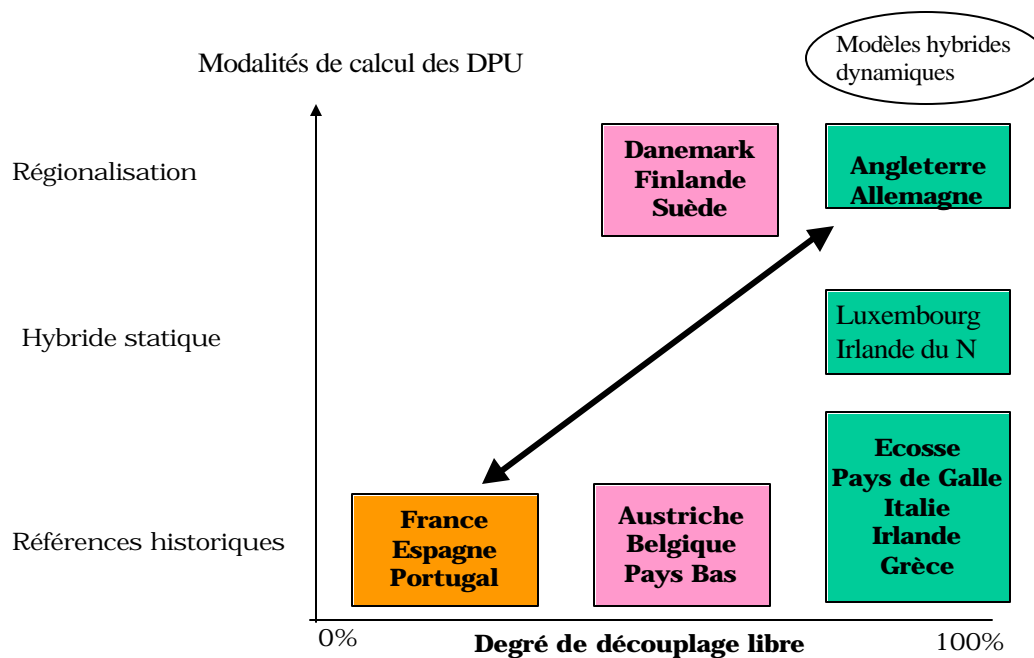 Modèles hybrides
dynamiques
Modalités de calcul des DPU
Régionalisation
Danemark
Finlande
Suède
Angleterre
Allemagne
Hybride statique
Luxembourg
Irlande du N
Références historiques
France
Espagne
Portugal
Austriche
Belgique
Pays Bas
Ecosse
Pays de Galle
Italie
Irlande
Grèce
0%
Degré de découplage libre
100%